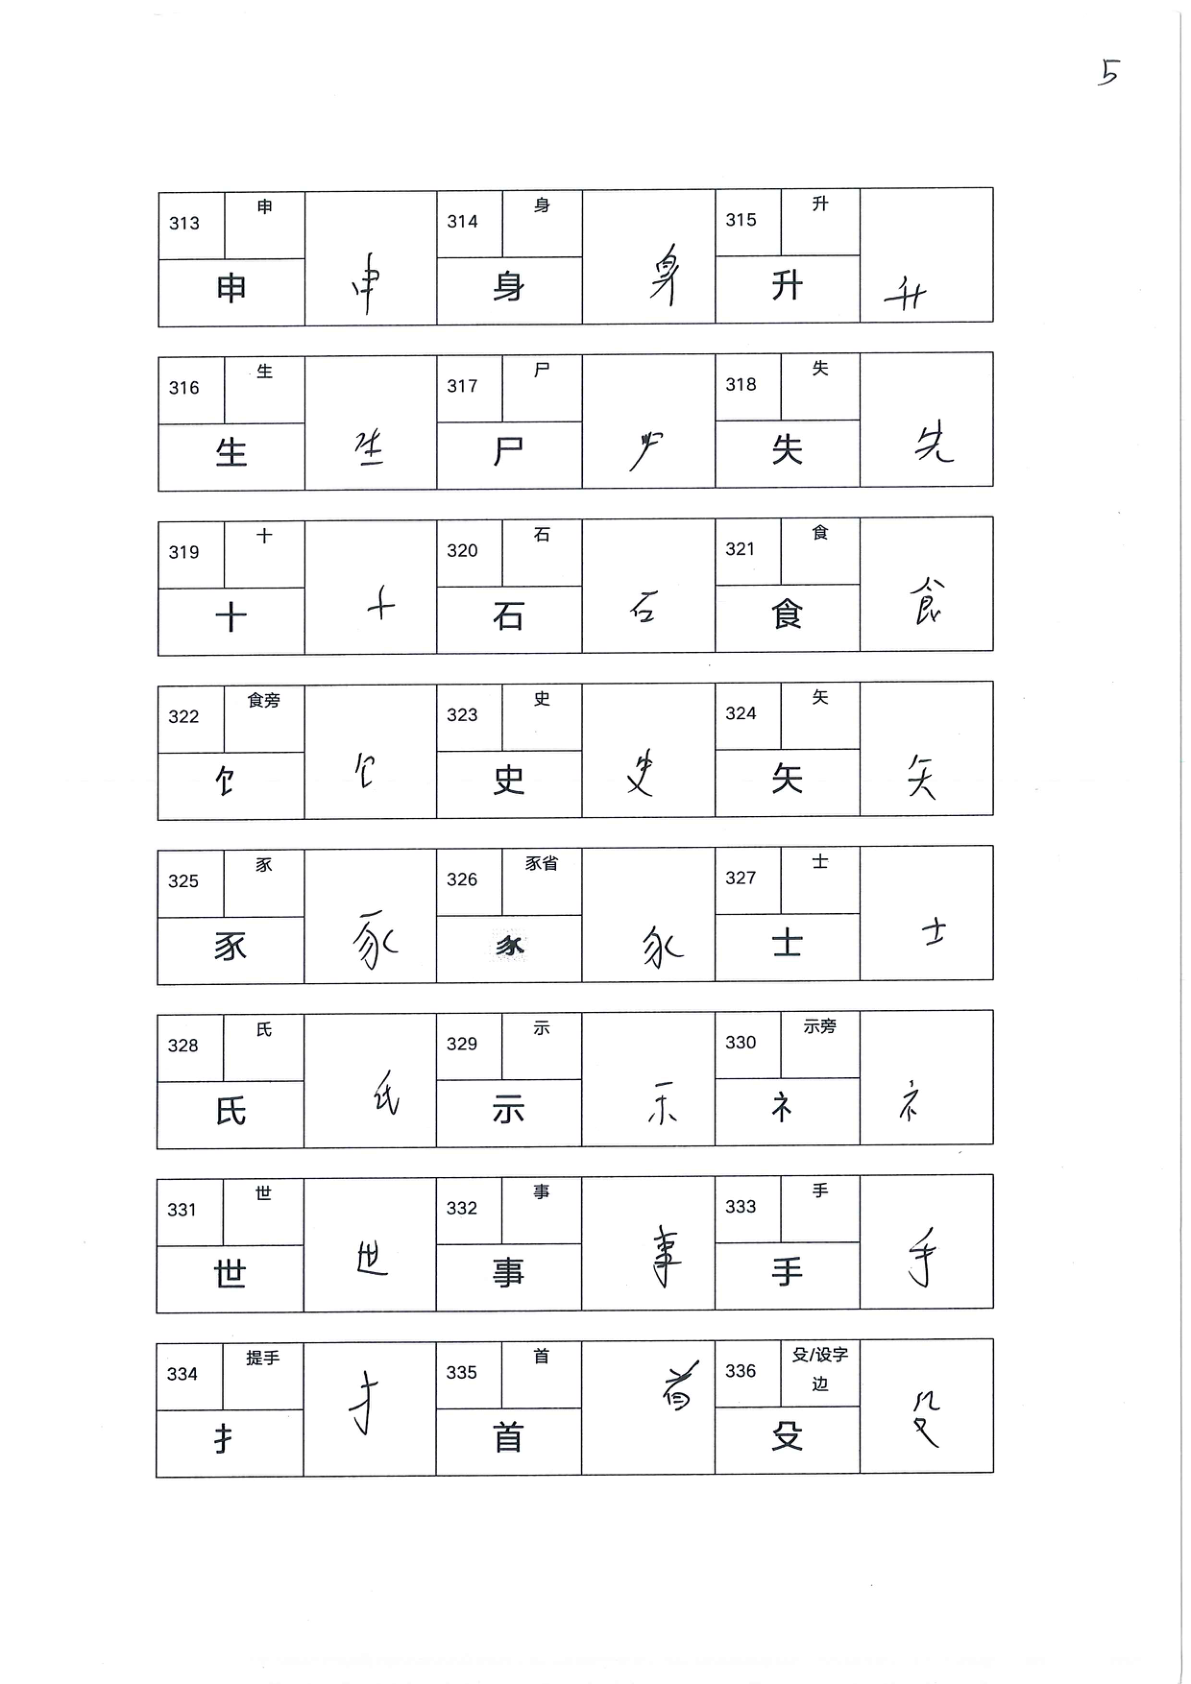 5
313 申 314 身 315 升
申 申 身 身 升 升
316 生 317 尸 318 失
生 生 尸 尸 失 失
319 十 320 石 321 食
十 十 石 石 食 食
322 食旁 323 史 324 矢
饣 饣 史 史 矢 矢
325 豕 326 豕省 327 士
豕 豕 士 士
328 氏 329 示 330 示旁
氏 氏 示 示 礻 礻
331 世 332 事 333 手
世 世 事 事 手 手
334 提手 335 首 336 殳/设字边
扌 扌 首 首 殳 殳